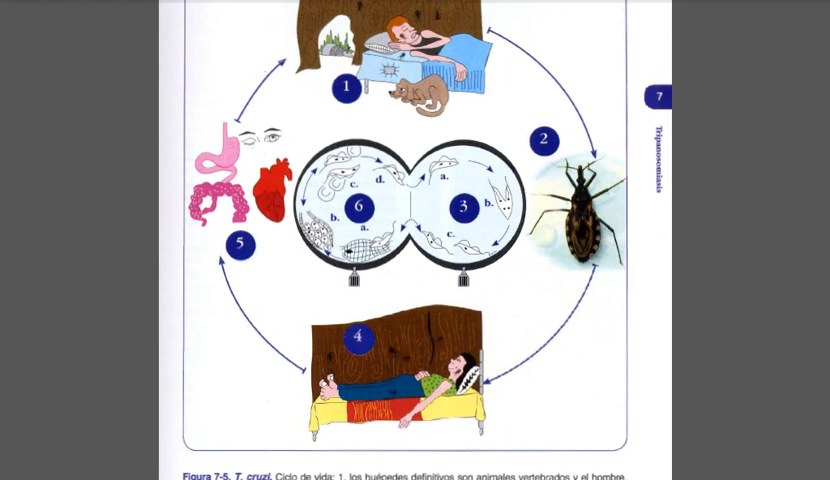 1
7
Tripanosomiasis
2
c.
d.
a.
6
3
b.
b.
a.
c.
5
4
Figura 7-5. T. cruzi. Ciclo de vida: 1. los huépedes definitivos son animales vertebrados y el hombre.